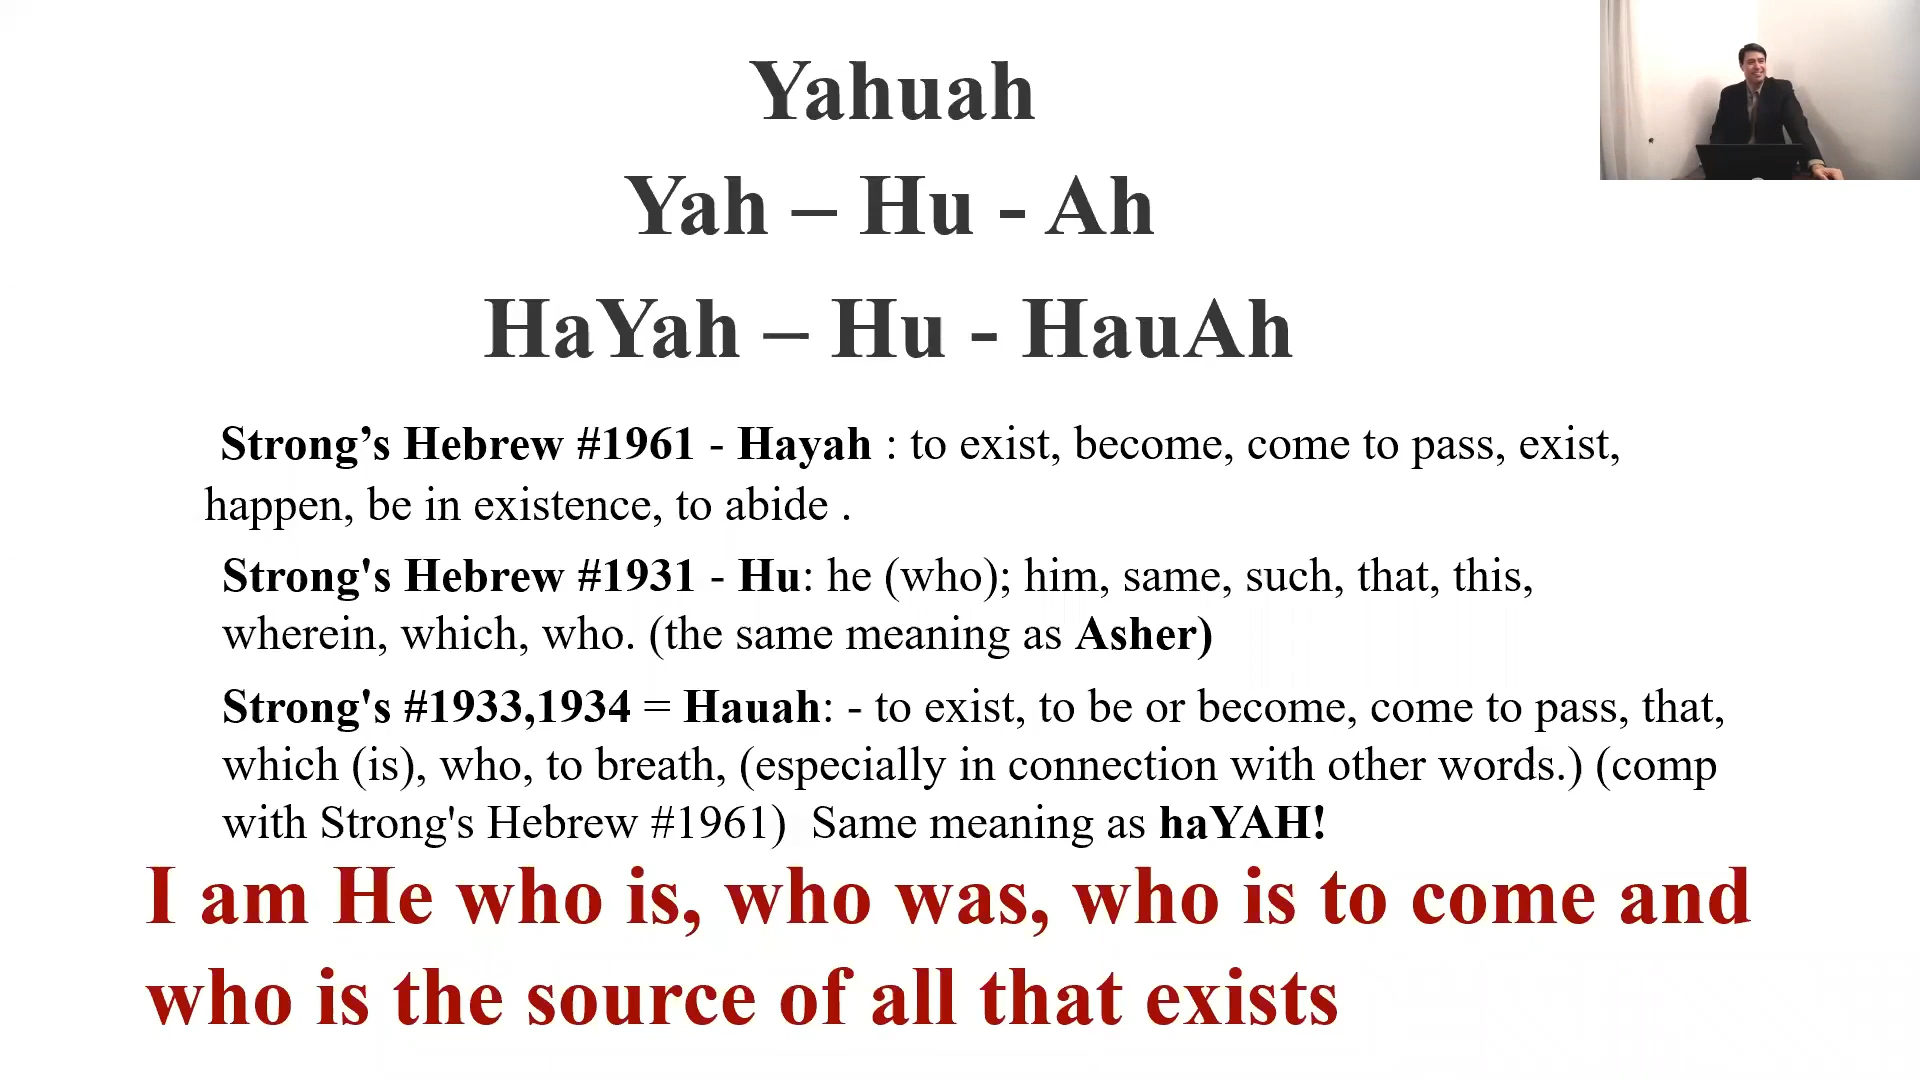 Yahuah
Yah – Hu - Ah
HaYah – Hu - HauAh
Strong’s Hebrew #1961 - Hayah : to exist, become, come to pass, exist,
happen, be in existence, to abide .
Strong's Hebrew #1931 - Hu: he (who); him, same, such, that, this,
wherein, which, who. (the same meaning as Asher)
Strong's #1933,1934 = Hauah: - to exist, to be or become, come to pass, that,
which (is), who, to breath, (especially in connection with other words.) (comp
with Strong's Hebrew #1961) Same meaning as haYAH!
I am He who is, who was, who is to come and
who is the source of all that exists